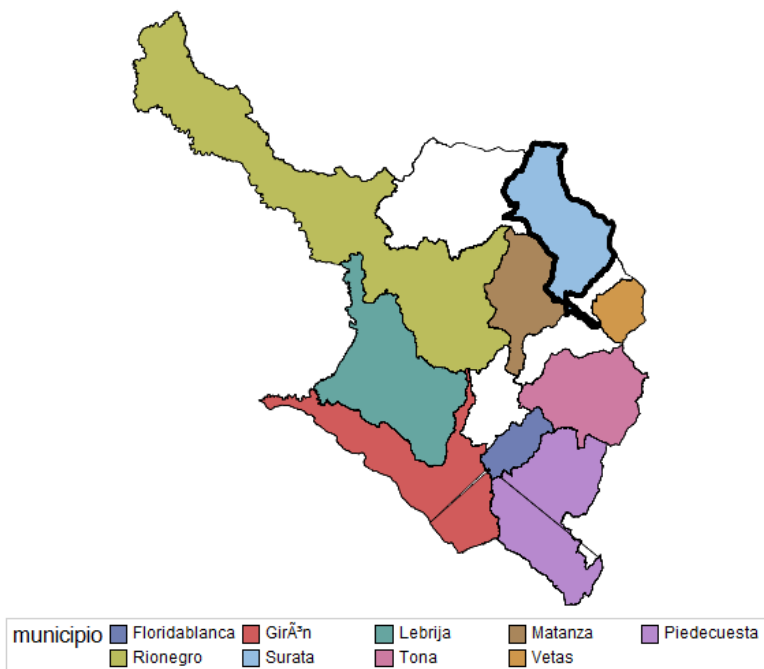 municipio Floridablanca GirÃ³n Lebrija Matanza Piedecuesta
Rionegro Surata Tona Vetas